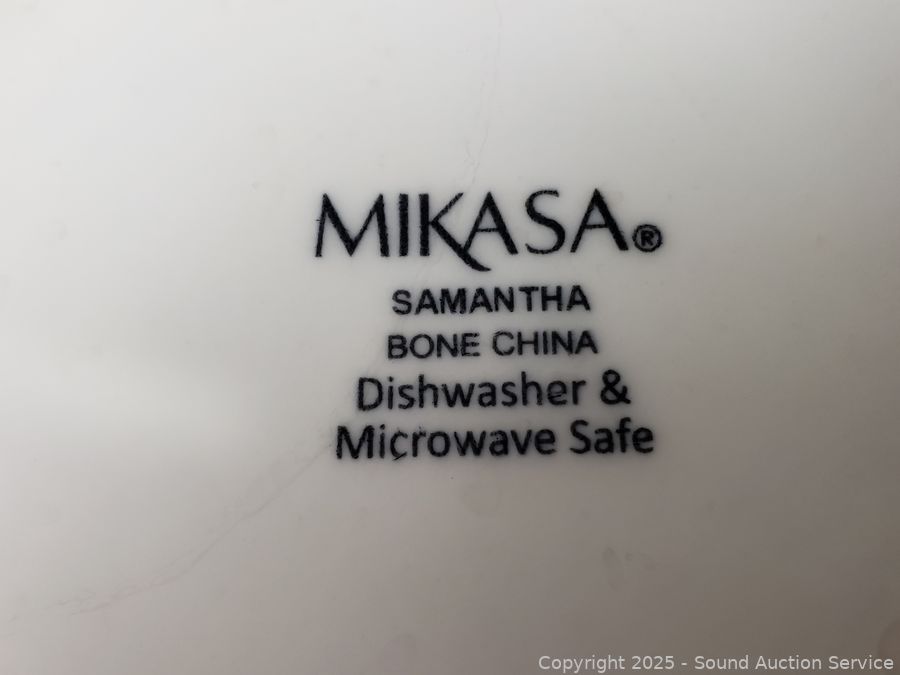 MIKASA®
SAMANTHA
BONE CHINA
Dishwasher &
Microwave Safe
Copyright 2025 - Sound Auction Service